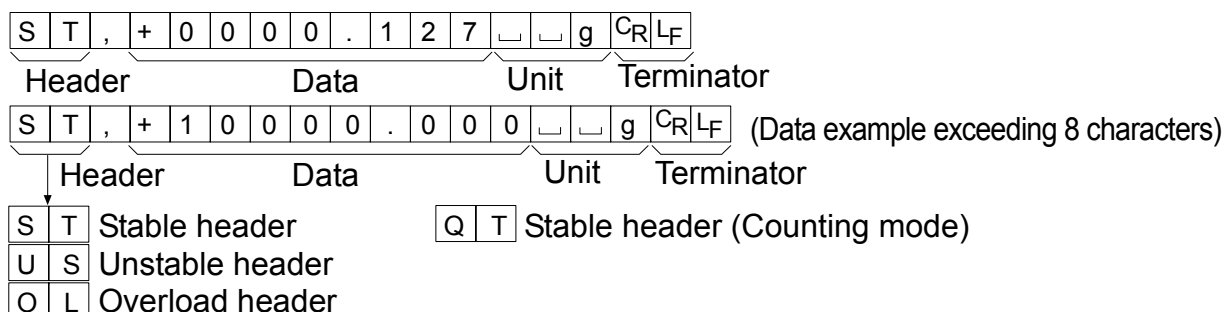 S T , + 0 0 0 0 . 1 2 7 ⎵ ⎵ g CR LF
Header Data Unit Terminator
S T , + 1 0 0 0 0 . 0 0 0 ⎵ ⎵ g CR LF (Data example exceeding 8 characters)
Header Data Unit Terminator
S T Stable header Q T Stable header (Counting mode)
U S Unstable header
O L Overload header